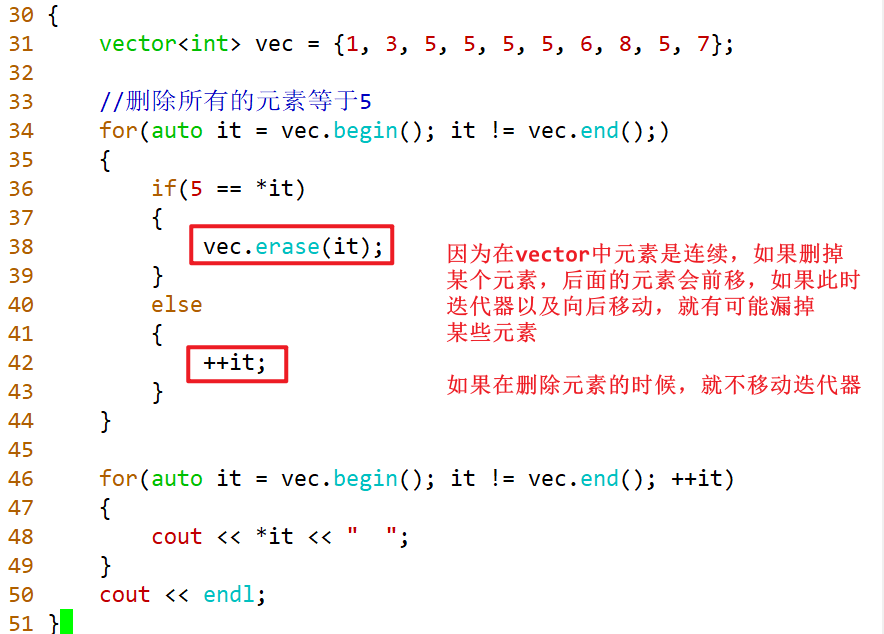 30 {
31     vector<int> vec = {1, 3, 5, 5, 5, 5, 6, 8, 5, 7};
32
33     //删除所有的元素等于5
34     for(auto it = vec.begin(); it != vec.end();)
35     {
36         if(5 == *it)
37         {
38             vec.erase(it);
39         }
40         else
41         {
42             ++it;
43         }
44     }
45
46     for(auto it = vec.begin(); it != vec.end(); ++it)
47     {
48         cout << *it << "  ";
49     }
50     cout << endl;
51 }
因为在vector中元素是连续，如果删掉
某个元素，后面的元素会前移，如果此时
迭代器以及向后移动，就有可能漏掉
某些元素
如果在删除元素的时候，就不移动迭代器